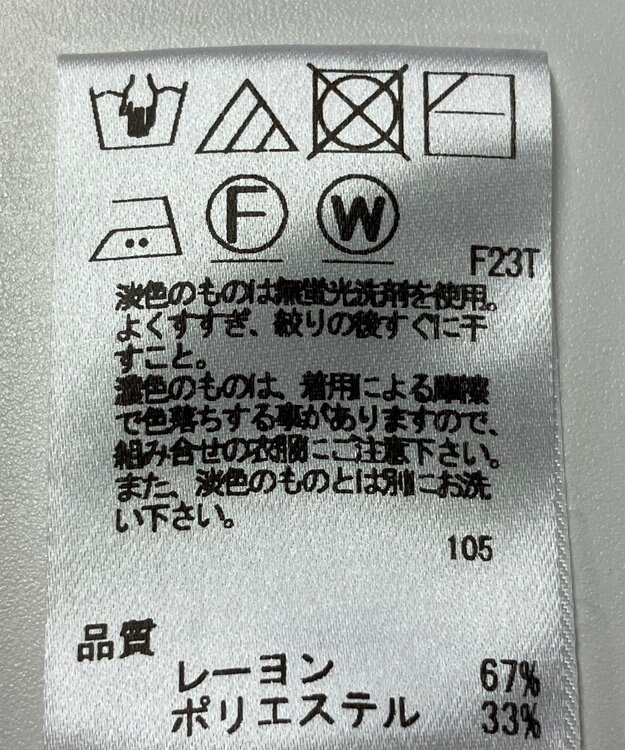 F W
F23T
淡色のものは無蛍光洗剤を使用。
よくすすぎ、絞りの後すぐに干
すこと。
濃色のものは、着用による摩擦
で色落ちする事がありますので、
組み合せの衣服にご注意下さい。
また、淡色のものとは別にお洗
い下さい。
105
品質
レーヨン 67%
ポリエステル 33%